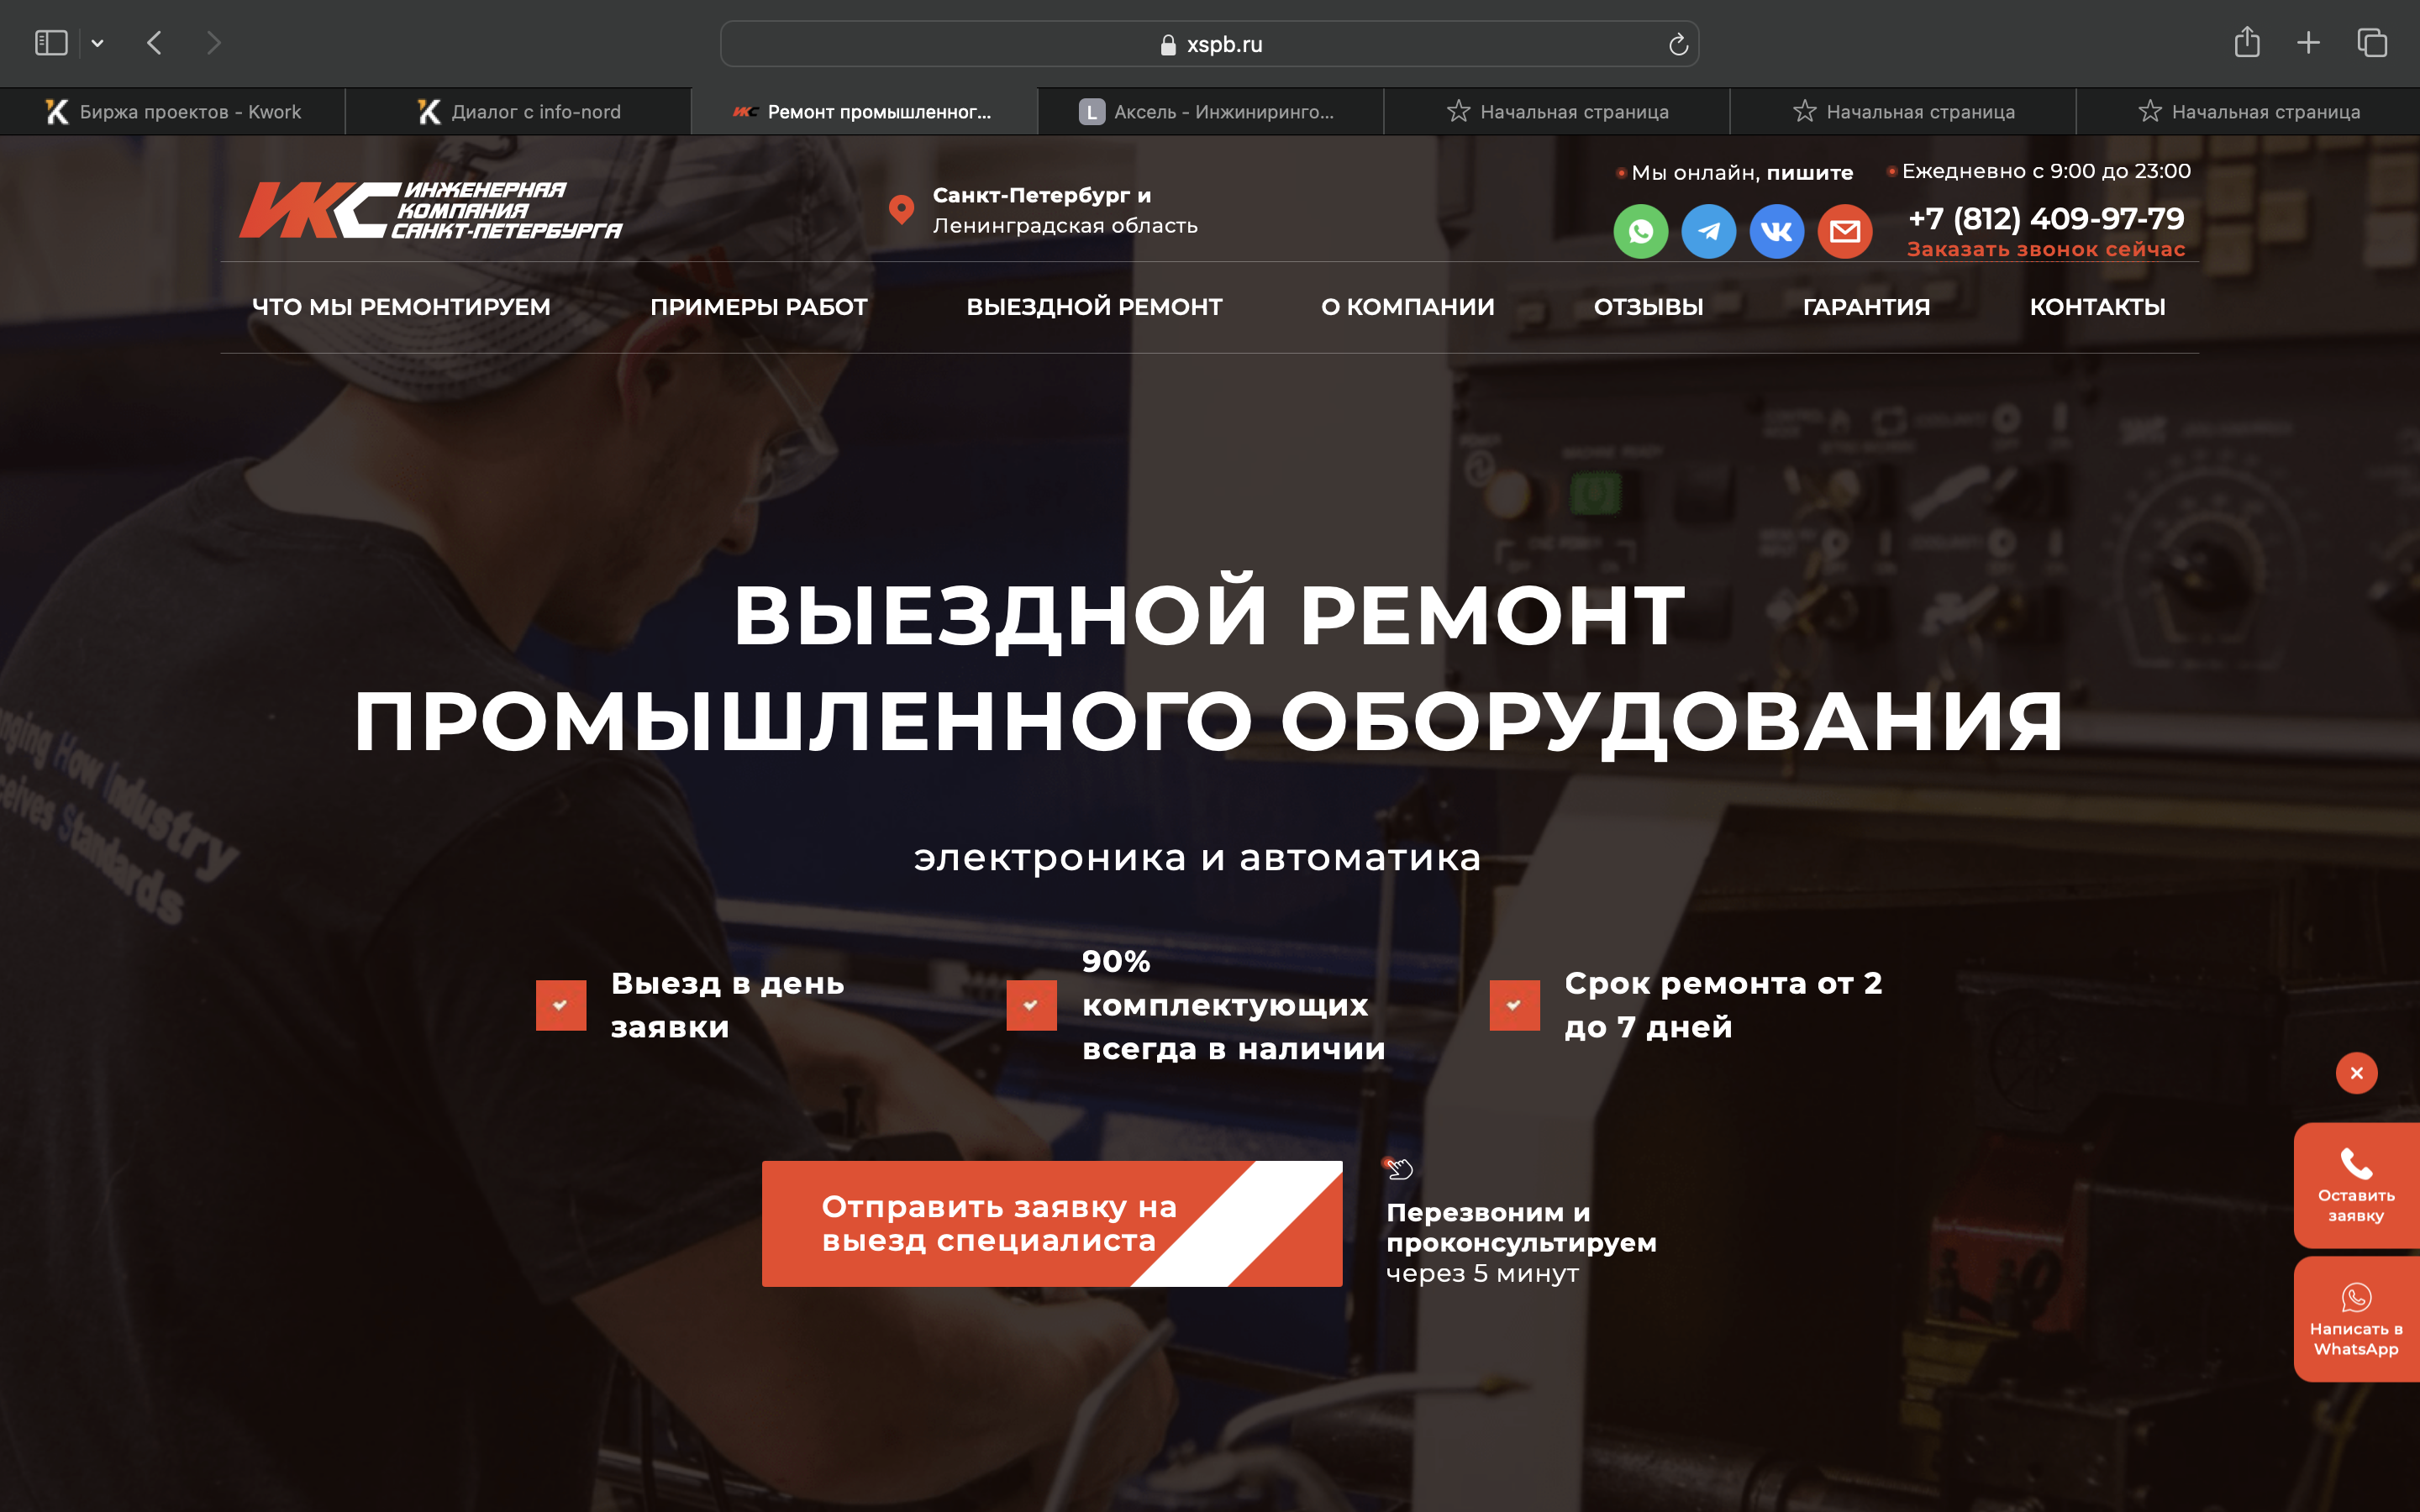 xspb.ru
Биржа проектов - Kwork
Диалог с info-nord
Ремонт промышленног...
L
Аксель - Инжиниринго...
Начальная страница
Начальная страница
Начальная страница
ИКС
ИНЖЕНЕРНАЯ
КОМПАНИЯ
САНКТ-ПЕТЕРБУРГА
Санкт-Петербург и
Ленинградская область
Мы онлайн, пишите
Ежедневно с 9:00 до 23:00
+7 (812) 409-97-79
Заказать звонок сейчас
ЧТО МЫ РЕМОНТИРУЕМ
ПРИМЕРЫ РАБОТ
ВЫЕЗДНОЙ РЕМОНТ
О КОМПАНИИ
ОТЗЫВЫ
ГАРАНТИЯ
КОНТАКТЫ
ВЫЕЗДНОЙ РЕМОНТ
ПРОМЫШЛЕННОГО ОБОРУДОВАНИЯ
How Industry
Standards
электроника и автоматика
Выезд в день
заявки
90%
комплектующих
всегда в наличии
Срок ремонта от 2
до 7 дней
Отправить заявку на
выезд специалиста
Перезвоним и
проконсультируем
через 5 минут
Оставить
заявку
Написать в
WhatsApp